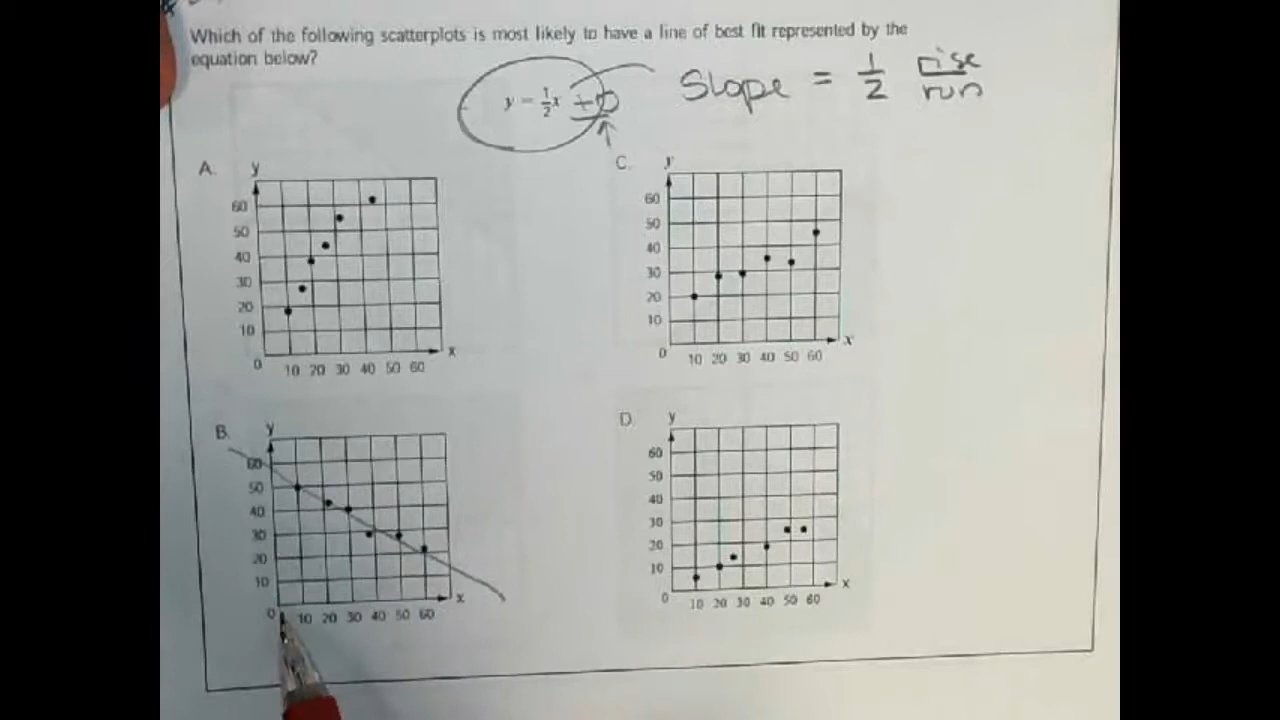 Which of the following scatterplots is most likely to have a line of best fit represented by the
equation below?
y = 1/2 x + 0
Slope = 1/2 rise/run
A.
y
60
50
40
30
20
10
0
10 20 30 40 50 60
x
C.
y
60
50
40
30
20
10
0
10 20 30 40 50 60
x
B.
y
60
50
40
30
20
10
0
10 20 30 40 50 60
x
D.
y
60
50
40
30
20
10
0
10 20 30 40 50 60
x